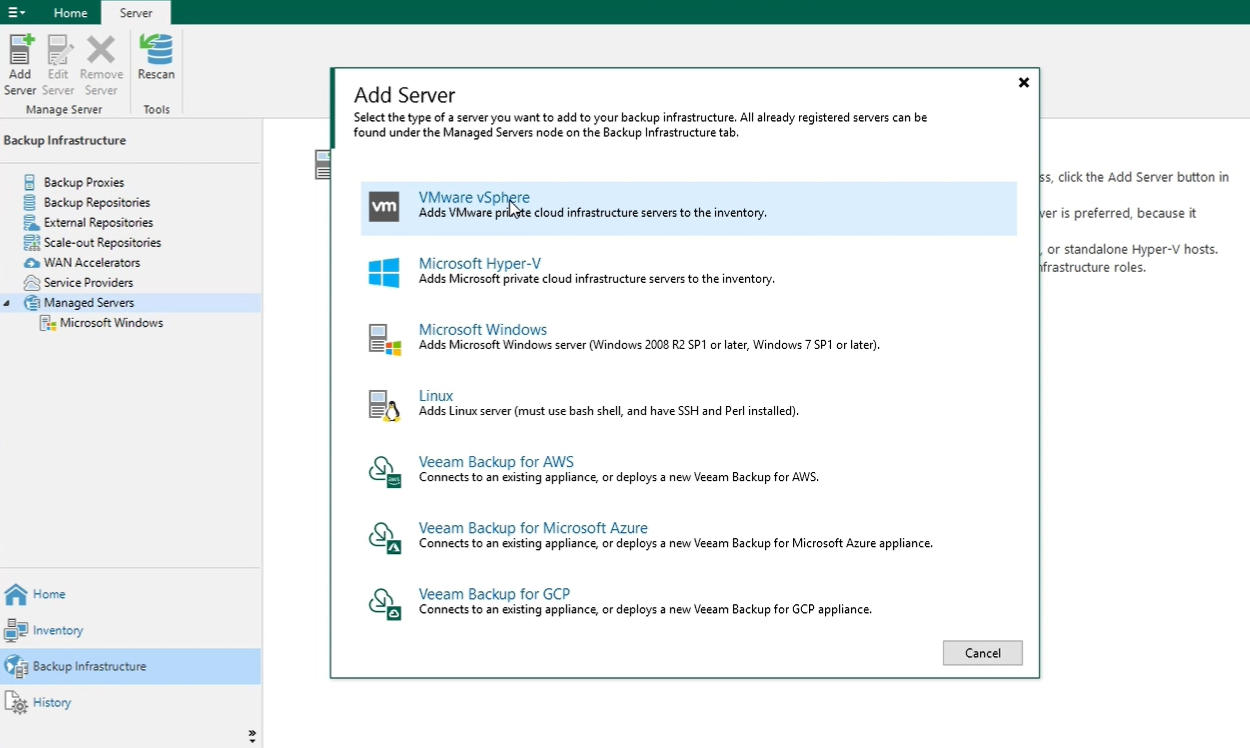 Home
Server
Add
Server
Edit
Server
Remove
Server
Rescan
Manage Server
Tools
Backup Infrastructure
Backup Proxies
Backup Repositories
External Repositories
Scale-out Repositories
WAN Accelerators
Service Providers
Managed Servers
Microsoft Windows
Home
Inventory
Backup Infrastructure
History
Add Server
Select the type of a server you want to add to your backup infrastructure. All already registered servers can be
found under the Managed Servers node on the Backup Infrastructure tab.
vm
VMware vSphere
Adds VMware private cloud infrastructure servers to the inventory.
Microsoft Hyper-V
Adds Microsoft private cloud infrastructure servers to the inventory.
Microsoft Windows
Adds Microsoft Windows server (Windows 2008 R2 SP1 or later, Windows 7 SP1 or later).
Linux
Adds Linux server (must use bash shell, and have SSH and Perl installed).
Veeam Backup for AWS
Connects to an existing appliance, or deploys a new Veeam Backup for AWS.
aws
Veeam Backup for Microsoft Azure
Connects to an existing appliance, or deploys a new Veeam Backup for Microsoft Azure appliance.
Veeam Backup for GCP
Connects to an existing appliance, or deploys a new Veeam Backup for GCP appliance.
Cancel
ss, click the Add Server button in
ver is preferred, because it
, or standalone Hyper-V hosts.
nfrastructure roles.